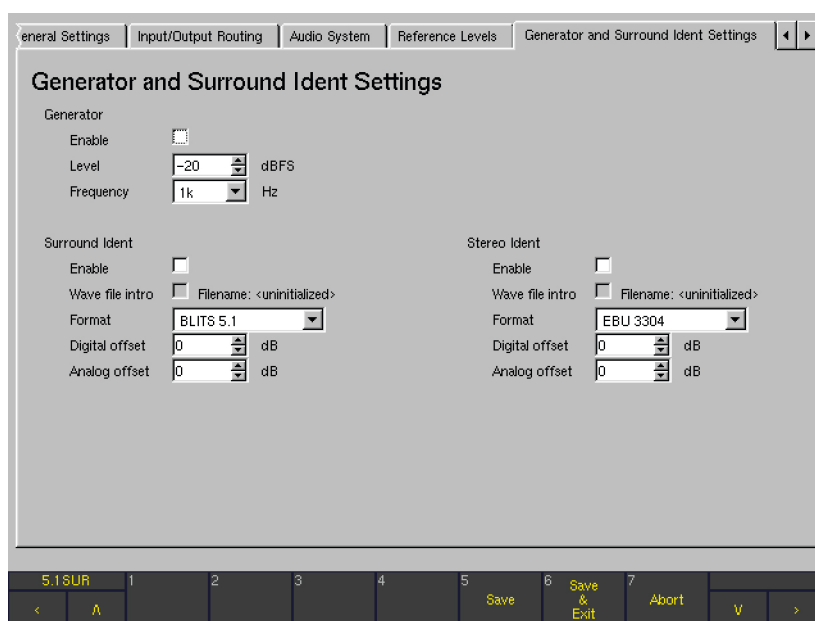 eneral Settings Input/Output Routing Audio System Reference Levels Generator and Surround Ident Settings
Generator and Surround Ident Settings
Generator
Enable
Level -20 dBFS
Frequency 1k Hz
Surround Ident
Enable
Wave file intro Filename: <uninitialized>
Format BLITS 5.1
Digital offset 0 dB
Analog offset 0 dB
Stereo Ident
Enable
Wave file intro Filename: <uninitialized>
Format EBU 3304
Digital offset 0 dB
Analog offset 0 dB
5.1SUR 1 2 3 4 5 Save 6 Save & Exit 7 Abort
< Λ V >